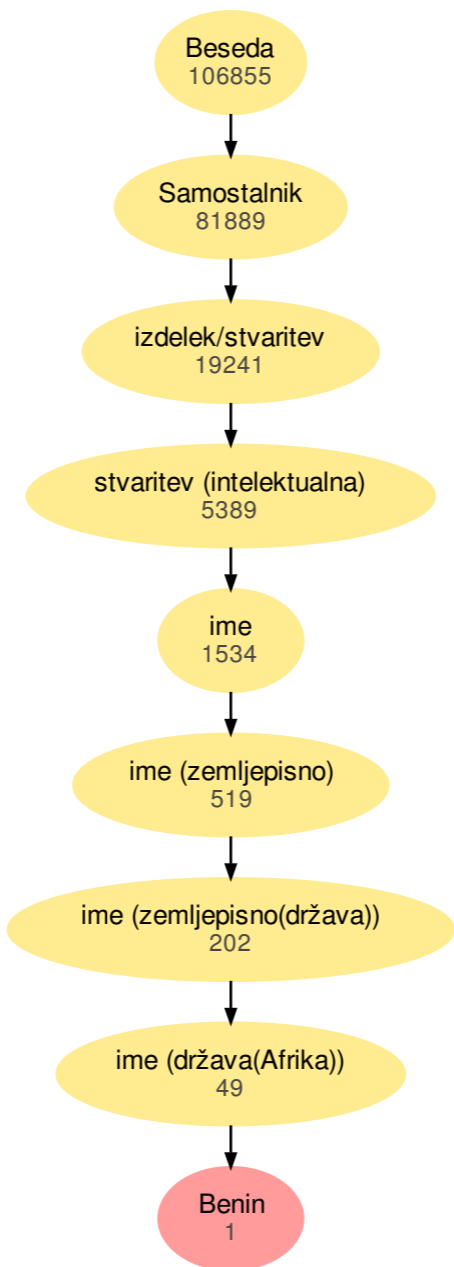 Beseda
106855
Samostalnik
81889
izdelek/stvaritev
19241
stvaritev (intelektualna)
5389
ime
1534
ime (zemljepisno)
519
ime (zemljepisno(država))
202
ime (država(Afrika))
49
Benin
1